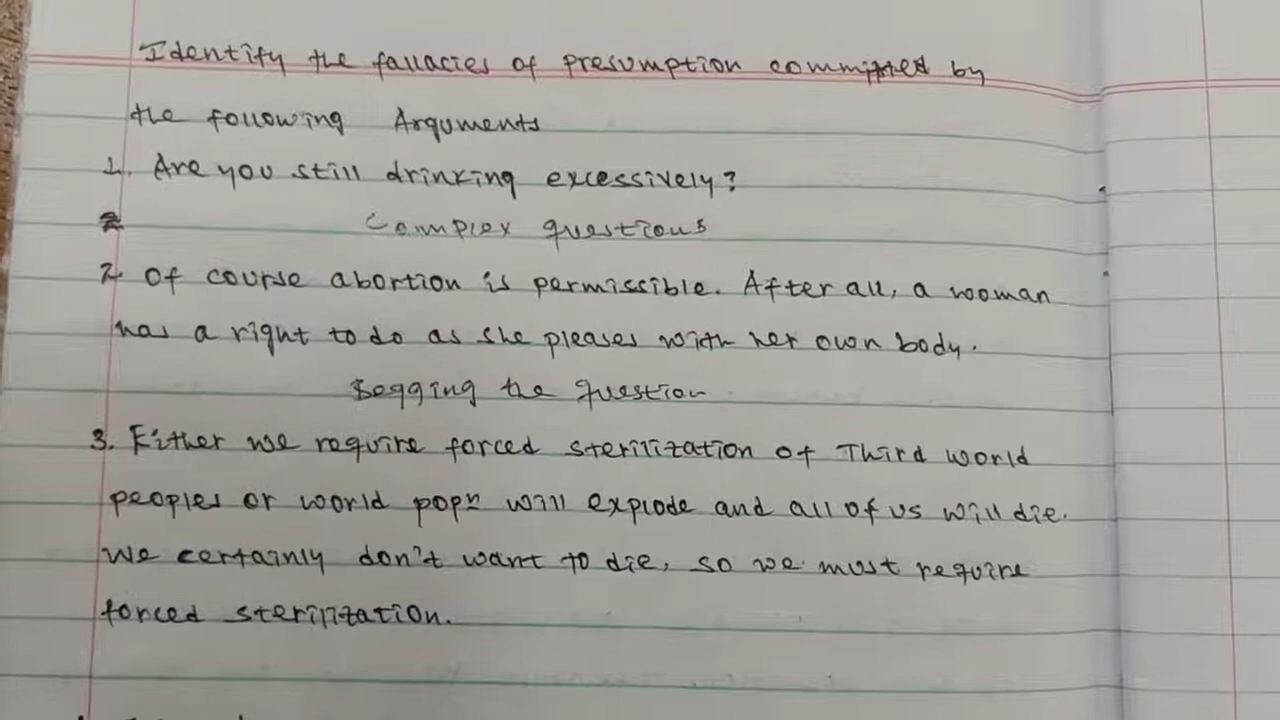 Identify the fallacies of presumption committed by
the following Arguments
1. Are you still drinking excessively?
Complex questions
2. Of course abortion is permissible. After all, a woman
has a right to do as she pleases with her own body.
Begging the question
3. Either we require forced sterilization of Third world
peoples or world popn will explode and all of us will die.
We certainly don't want to die, so we must require
forced sterilization.